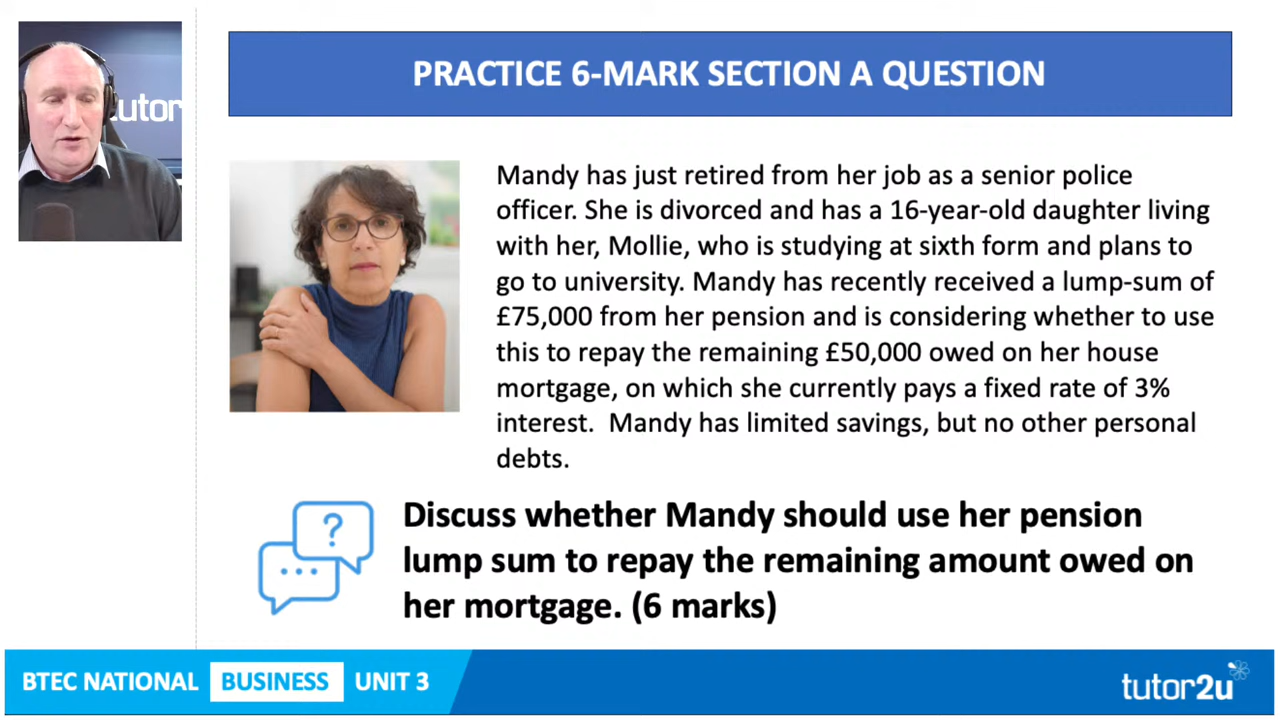 PRACTICE 6-MARK SECTION A QUESTION
tutor
Mandy has just retired from her job as a senior police
officer. She is divorced and has a 16-year-old daughter living
with her, Mollie, who is studying at sixth form and plans to
go to university. Mandy has recently received a lump-sum of
£75,000 from her pension and is considering whether to use
this to repay the remaining £50,000 owed on her house
mortgage, on which she currently pays a fixed rate of 3%
interest. Mandy has limited savings, but no other personal
debts.
?
Discuss whether Mandy should use her pension
lump sum to repay the remaining amount owed on
her mortgage. (6 marks)
BTEC NATIONAL BUSINESS UNIT 3
tutor2u